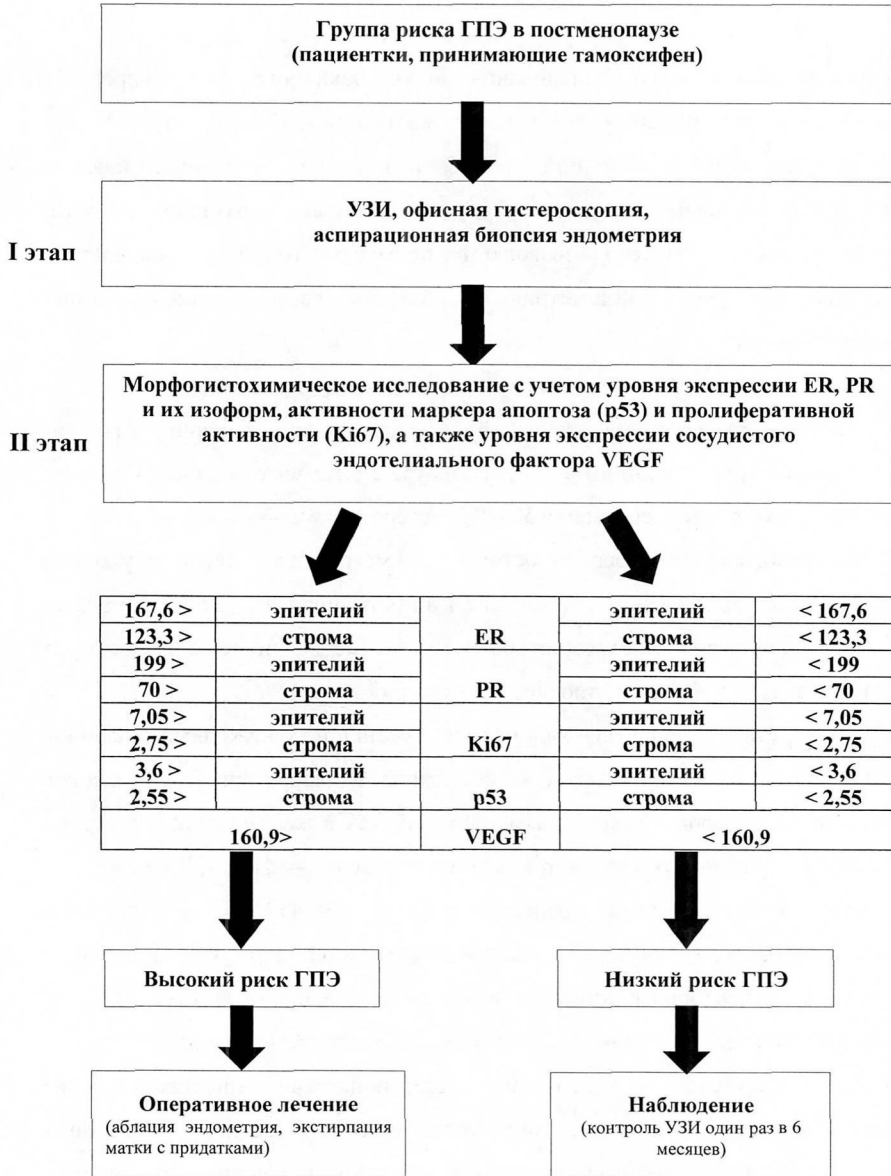 Группа риска ГПЭ в постменопаузе
(пациентки, принимающие тамоксифен)
I этап
УЗИ, офисная гистероскопия,
аспирационная биопсия эндометрия
II этап
Морфогистохимическое исследование с учетом уровня экспрессии ER, PR
и их изоформ, активности маркера апоптоза (p53) и пролиферативной
активности (Ki67), а также уровня экспрессии сосудистого
эндотелиального фактора VEGF
167,6 > эпителий эпителий < 167,6
123,3 > строма ER строма < 123,3
199 > эпителий эпителий < 199
70 > строма PR строма < 70
7,05 > эпителий эпителий < 7,05
2,75 > строма Ki67 строма < 2,75
3,6 > эпителий эпителий < 3,6
2,55 > строма p53 строма < 2,55
160,9> VEGF < 160,9
Высокий риск ГПЭ
Низкий риск ГПЭ
Оперативное лечение
(аблация эндометрия, экстирпация
матки с придатками)
Наблюдение
(контроль УЗИ один раз в 6
месяцев)